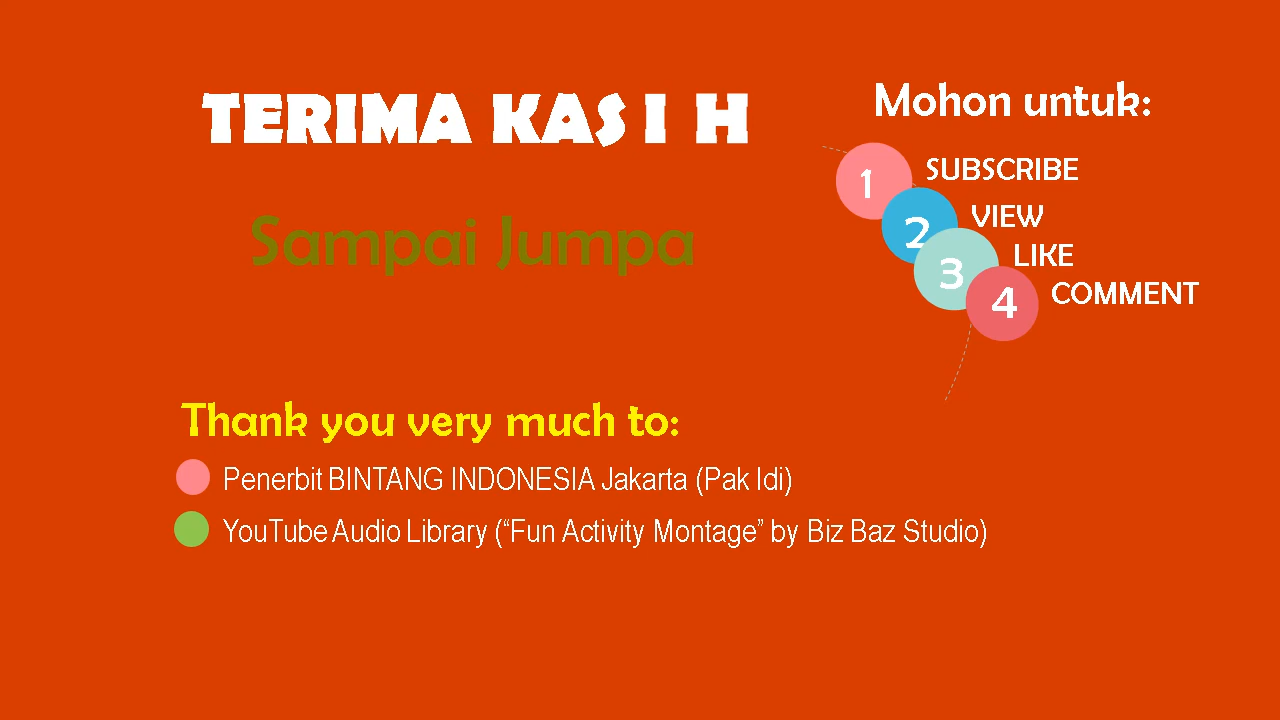 TERIMA KAS I H
Sampai Jumpa
Mohon untuk:
1 SUBSCRIBE
2 VIEW
3 LIKE
4 COMMENT
Thank you very much to:
Penerbit BINTANG INDONESIA Jakarta (Pak Idi)
YouTube Audio Library (“Fun Activity Montage” by Biz Baz Studio)